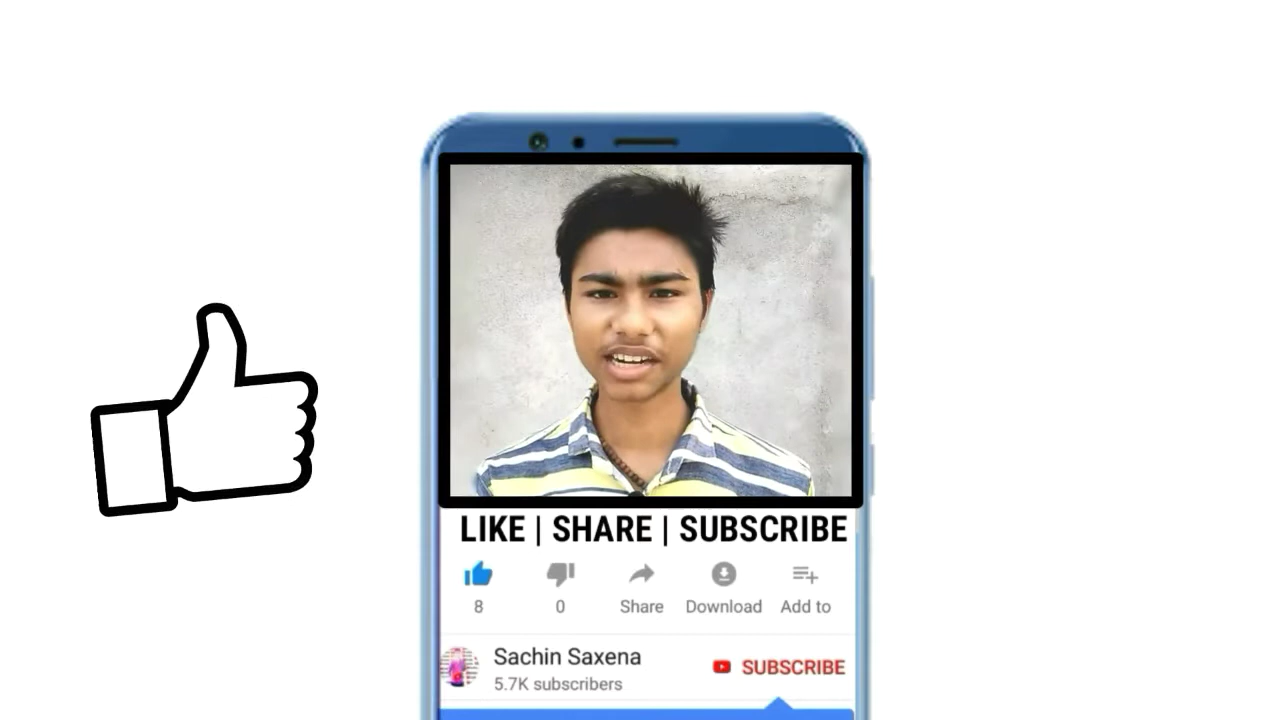 LIKE | SHARE | SUBSCRIBE
8 0 Share Download Add to
Sachin Saxena
SUBSCRIBE
5.7K subscribers